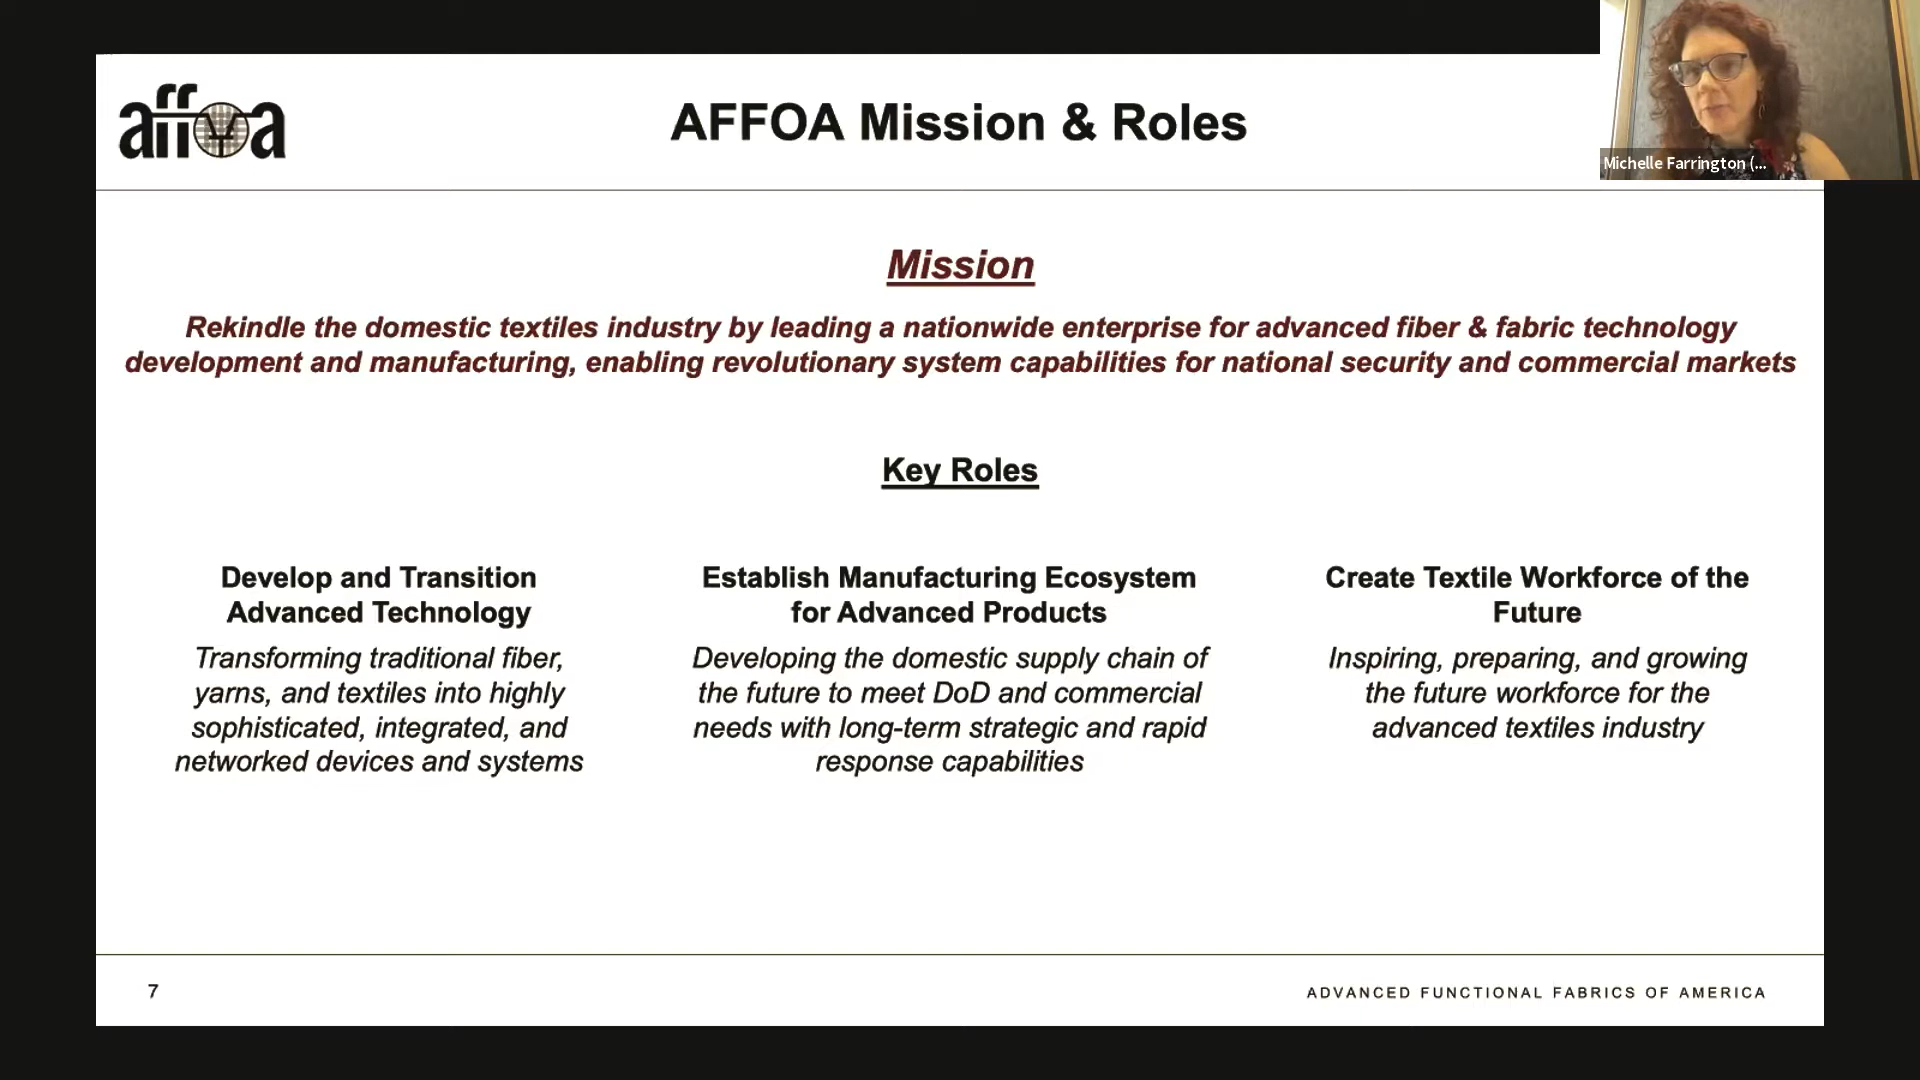 affoa
AFFOA Mission & Roles
Michelle Farrington (...
Mission
Rekindle the domestic textiles industry by leading a nationwide enterprise for advanced fiber & fabric technology
development and manufacturing, enabling revolutionary system capabilities for national security and commercial markets
Key Roles
Develop and Transition
Advanced Technology
Transforming traditional fiber,
yarns, and textiles into highly
sophisticated, integrated, and
networked devices and systems
Establish Manufacturing Ecosystem
for Advanced Products
Developing the domestic supply chain of
the future to meet DoD and commercial
needs with long-term strategic and rapid
response capabilities
Create Textile Workforce of the
Future
Inspiring, preparing, and growing
the future workforce for the
advanced textiles industry
7
ADVANCED FUNCTIONAL FABRICS OF AMERICA